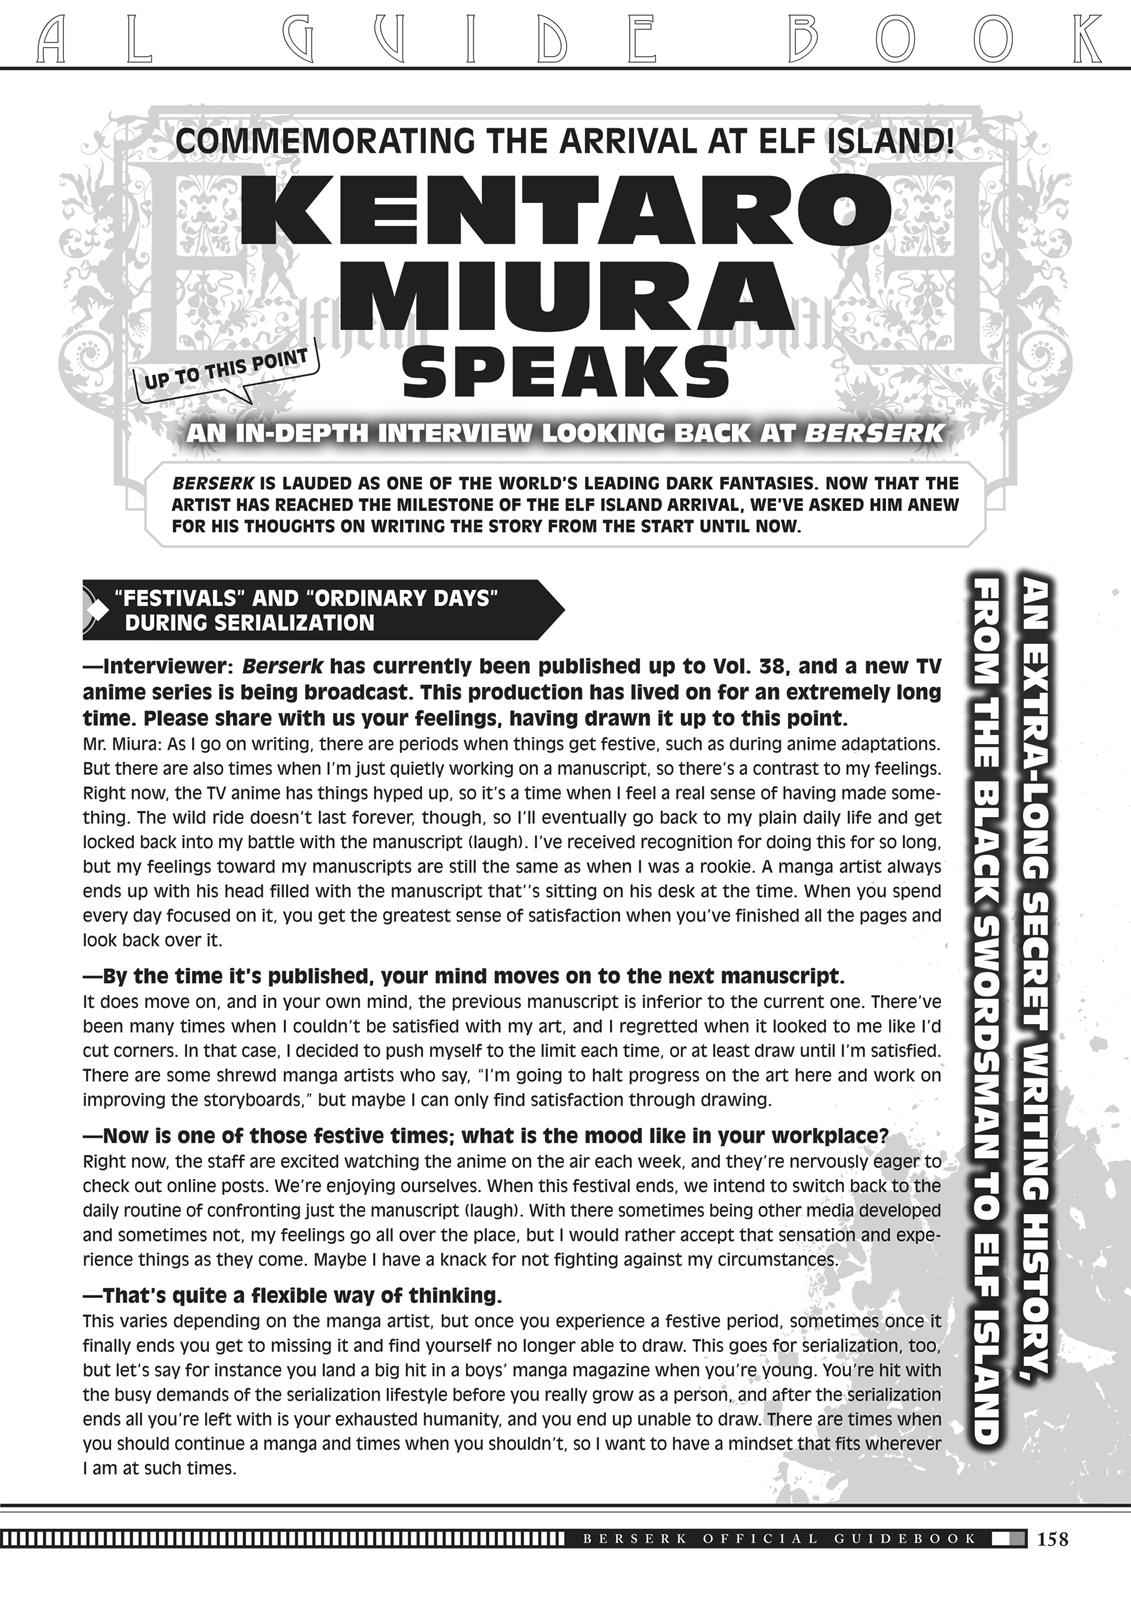 AL GUIDE BOOK
COMMEMORATING THE ARRIVAL AT ELF ISLAND!
KENTARO
MIURA
SPEAKS
UP TO THIS POINT
AN IN-DEPTH INTERVIEW LOOKING BACK AT BERSERK
BERSERK IS LAUDED AS ONE OF THE WORLD'S LEADING DARK FANTASIES. NOW THAT THE
ARTIST HAS REACHED THE MILESTONE OF THE ELF ISLAND ARRIVAL, WE'VE ASKED HIM ANEW
FOR HIS THOUGHTS ON WRITING THE STORY FROM THE START UNTIL NOW.
AN EXTRA-LONG SECRET WRITING HISTORY,
FROM THE BLACK SWORDSMAN TO ELF ISLAND
"FESTIVALS" AND "ORDINARY DAYS"
DURING SERIALIZATION
—Interviewer: Berserk has currently been published up to Vol. 38, and a new TV
anime series is being broadcast. This production has lived on for an extremely long
time. Please share with us your feelings, having drawn it up to this point.
Mr. Miura: As I go on writing, there are periods when things get festive, such as during anime adaptations.
But there are also times when I'm just quietly working on a manuscript, so there's a contrast to my feelings.
Right now, the TV anime has things hyped up, so it's a time when I feel a real sense of having made some-
thing. The wild ride doesn't last forever, though, so I'll eventually go back to my plain daily life and get
locked back into my battle with the manuscript (laugh). I've received recognition for doing this for so long,
but my feelings toward my manuscripts are still the same as when I was a rookie. A manga artist always
ends up with his head filled with the manuscript that''s sitting on his desk at the time. When you spend
every day focused on it, you get the greatest sense of satisfaction when you've finished all the pages and
look back over it.
—By the time it's published, your mind moves on to the next manuscript.
It does move on, and in your own mind, the previous manuscript is inferior to the current one. There've
been many times when I couldn't be satisfied with my art, and I regretted when it looked to me like I'd
cut corners. In that case, I decided to push myself to the limit each time, or at least draw until I'm satisfied.
There are some shrewd manga artists who say, "I'm going to halt progress on the art here and work on
improving the storyboards," but maybe I can only find satisfaction through drawing.
—Now is one of those festive times; what is the mood like in your workplace?
Right now, the staff are excited watching the anime on the air each week, and they're nervously eager to
check out online posts. We're enjoying ourselves. When this festival ends, we intend to switch back to the
daily routine of confronting just the manuscript (laugh). With there sometimes being other media developed
and sometimes not, my feelings go all over the place, but I would rather accept that sensation and expe-
rience things as they come. Maybe I have a knack for not fighting against my circumstances.
—That's quite a flexible way of thinking.
This varies depending on the manga artist, but once you experience a festive period, sometimes once it
finally ends you get to missing it and find yourself no longer able to draw. This goes for serialization, too,
but let's say for instance you land a big hit in a boys' manga magazine when you're young. You're hit with
the busy demands of the serialization lifestyle before you really grow as a person, and after the serialization
ends all you're left with is your exhausted humanity, and you end up unable to draw. There are times when
you should continue a manga and times when you shouldn't, so I want to have a mindset that fits wherever
I am at such times.
BERSERK OFFICIAL GUIDEBOOK
158